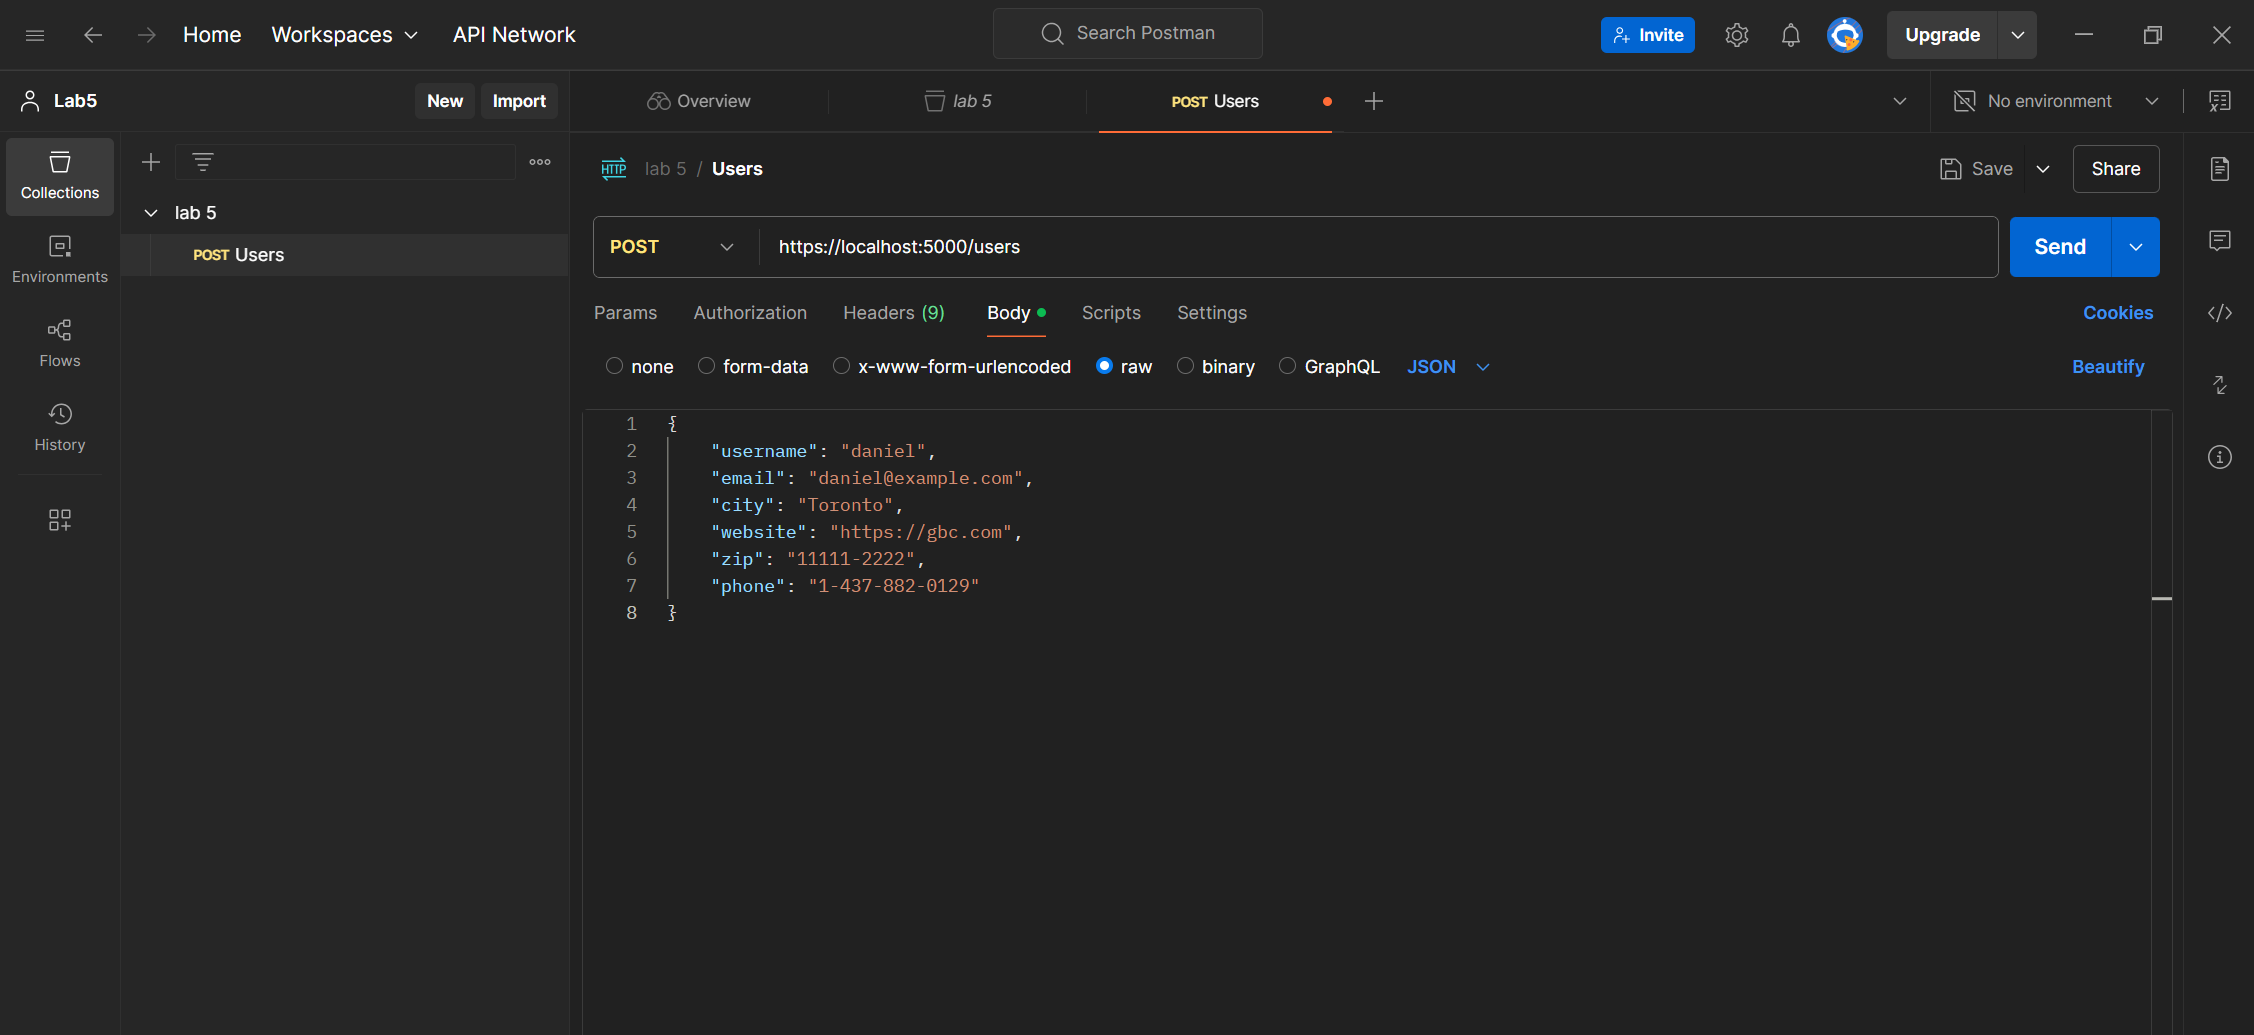 Home Workspaces API Network Search Postman Invite Upgrade
Lab5 New Import Overview lab 5 POST Users No environment
Collections
Environments
Flows
History
lab 5
POST Users
HTTP lab 5 / Users Save Share
POST https://localhost:5000/users Send
Params Authorization Headers (9) Body Scripts Settings Cookies
none form-data x-www-form-urlencoded raw binary GraphQL JSON Beautify
1 {
2 "username": "daniel",
3 "email": "daniel@example.com",
4 "city": "Toronto",
5 "website": "https://gbc.com",
6 "zip": "11111-2222",
7 "phone": "1-437-882-0129"
8 }